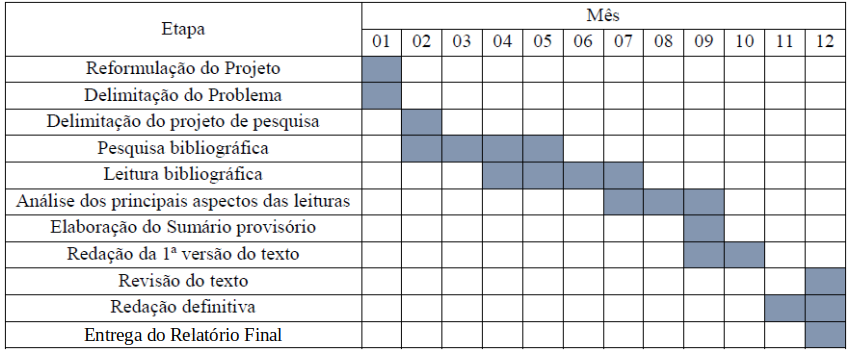 Etapa
Mês
01 02 03 04 05 06 07 08 09 10 11 12
Reformulação do Projeto
Delimitação do Problema
Delimitação do projeto de pesquisa
Pesquisa bibliográfica
Leitura bibliográfica
Análise dos principais aspectos das leituras
Elaboração do Sumário provisório
Redação da 1ª versão do texto
Revisão do texto
Redação definitiva
Entrega do Relatório Final